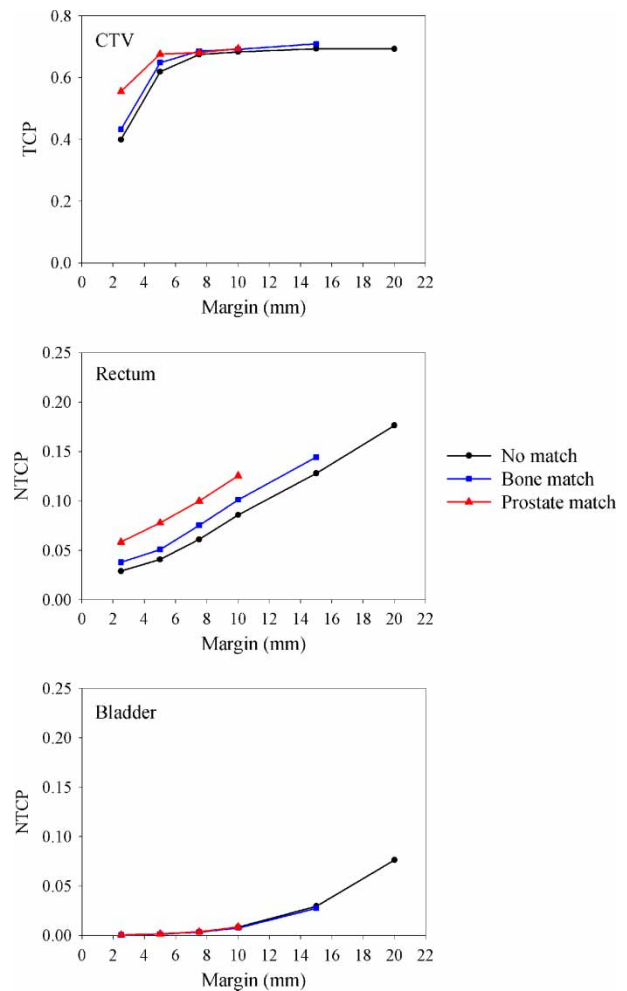 CTV
0.8
0.6
0.4
0.2
0.0
TCP
0 2 4 6 8 10 12 14 16 18 20 22
Margin (mm)
Rectum
0.25
0.20
0.15
0.10
0.05
0.00
NTCP
0 2 4 6 8 10 12 14 16 18 20 22
Margin (mm)
No match
Bone match
Prostate match
Bladder
0.25
0.20
0.15
0.10
0.05
0.00
NTCP
0 2 4 6 8 10 12 14 16 18 20 22
Margin (mm)